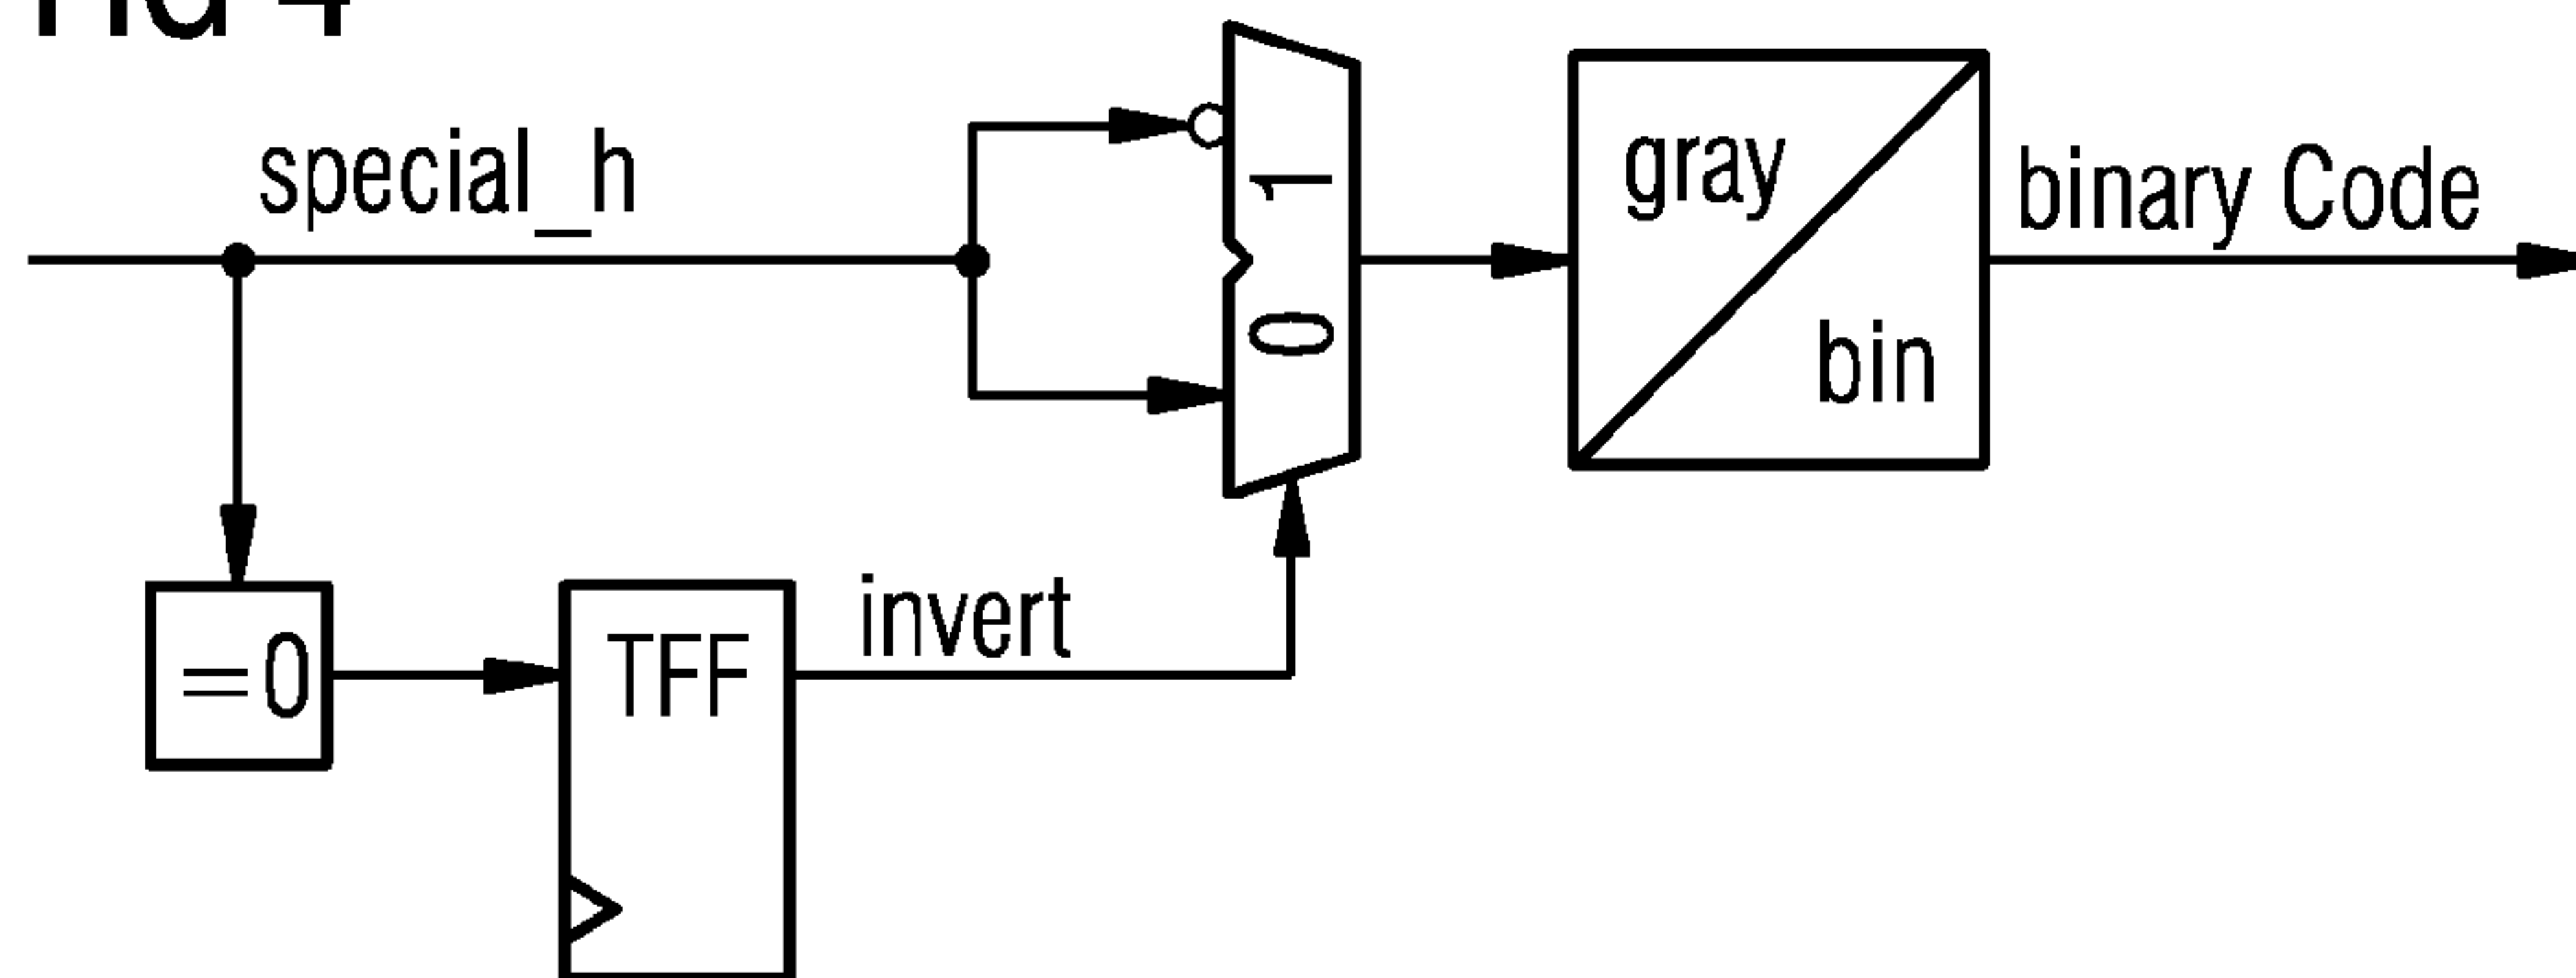 special_h
1
0
gray
bin
binary Code
=0
TFF
invert